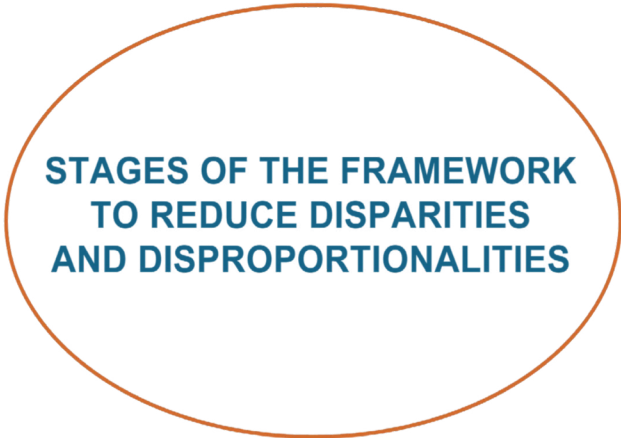 STAGES OF THE FRAMEWORK
TO REDUCE DISPARITIES
AND DISPROPORTIONALITIES